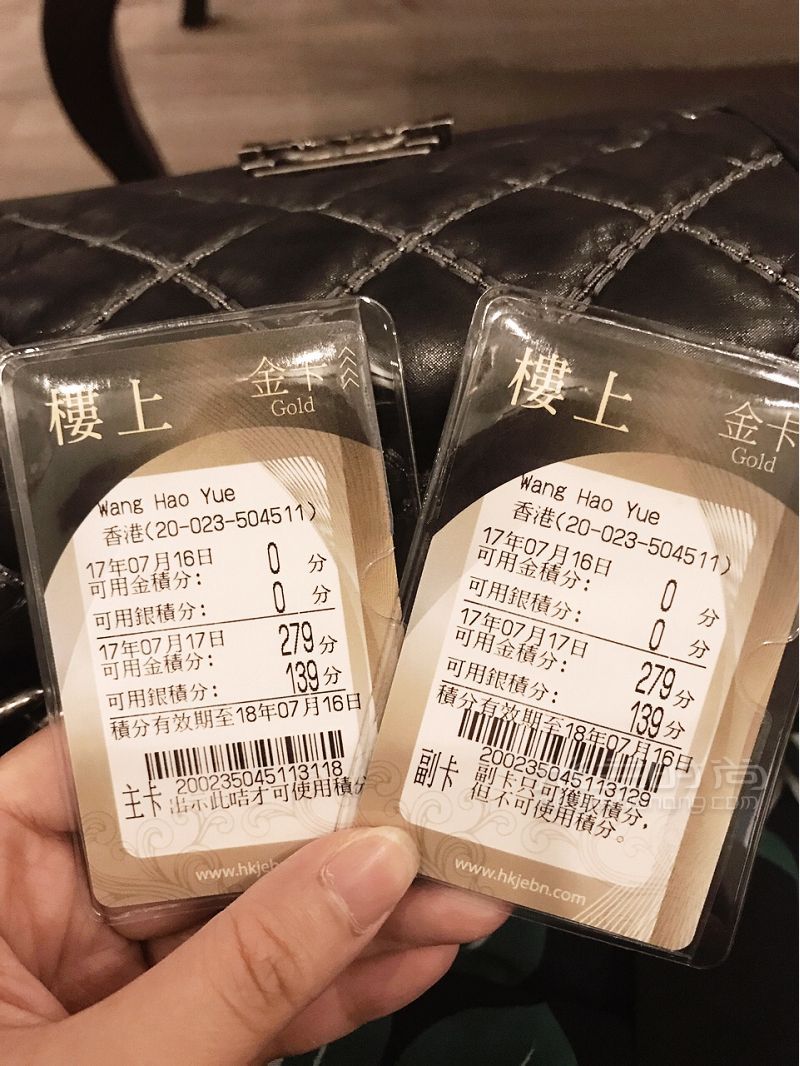 樓上
金卡
Gold
Wang Hao Yue
香港(20-023-504511)
17年07月16日
可用金積分: 0 分
可用銀積分: 0 分
17年07月17日
可用金積分: 279 分
可用銀積分: 139 分
積分有效期至18年07月16日
200235045113118
主卡 出示此咭才可使用積分
www.hkjebn
樓上
金卡
Gold
Wang Hao Yue
香港(20-023-504511)
17年07月16日
可用金積分: 0 分
可用銀積分: 0 分
17年07月17日
可用金積分: 279 分
可用銀積分: 139 分
積分有效期至18年07月16日
200235045113129
副卡 副卡只可獲取積分,
但不可使用積分。
www.hkjebn.com